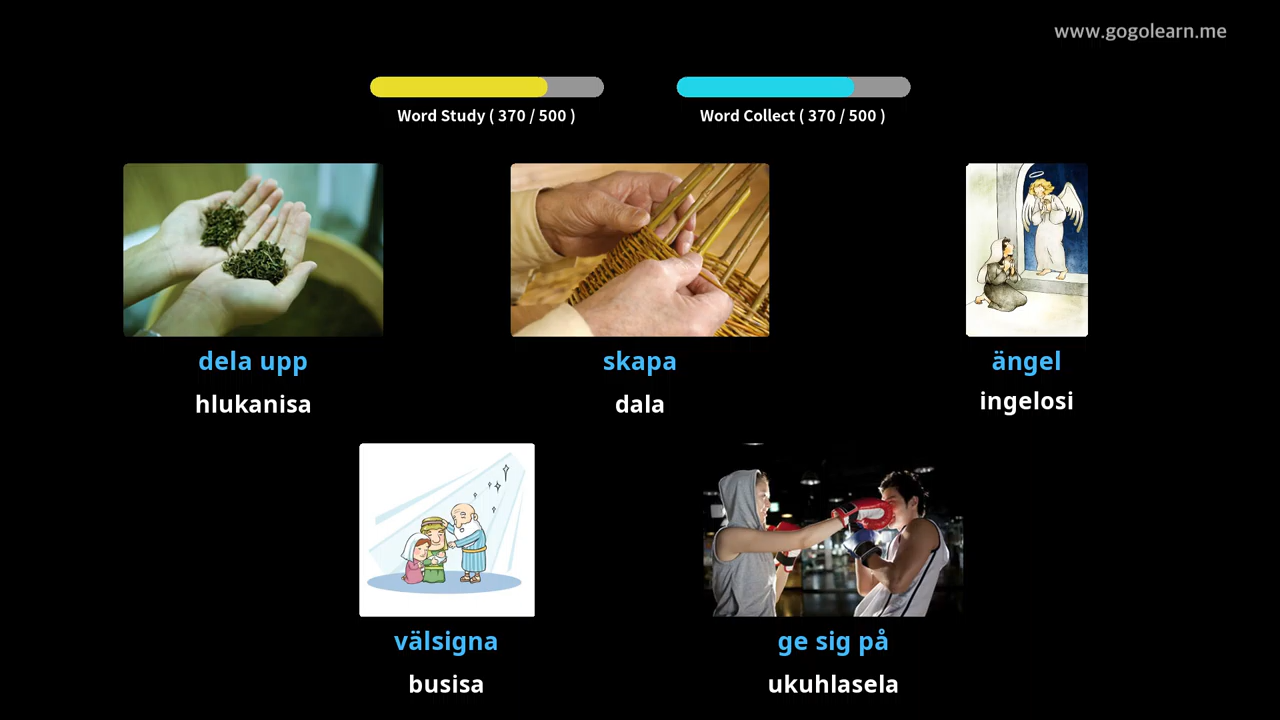 www.gogolearn.me
Word Study ( 370 / 500 )
Word Collect ( 370 / 500 )
dela upp
hlukanisa
skapa
dala
ängel
ingelosi
välsigna
busisa
ge sig på
ukuhlasela